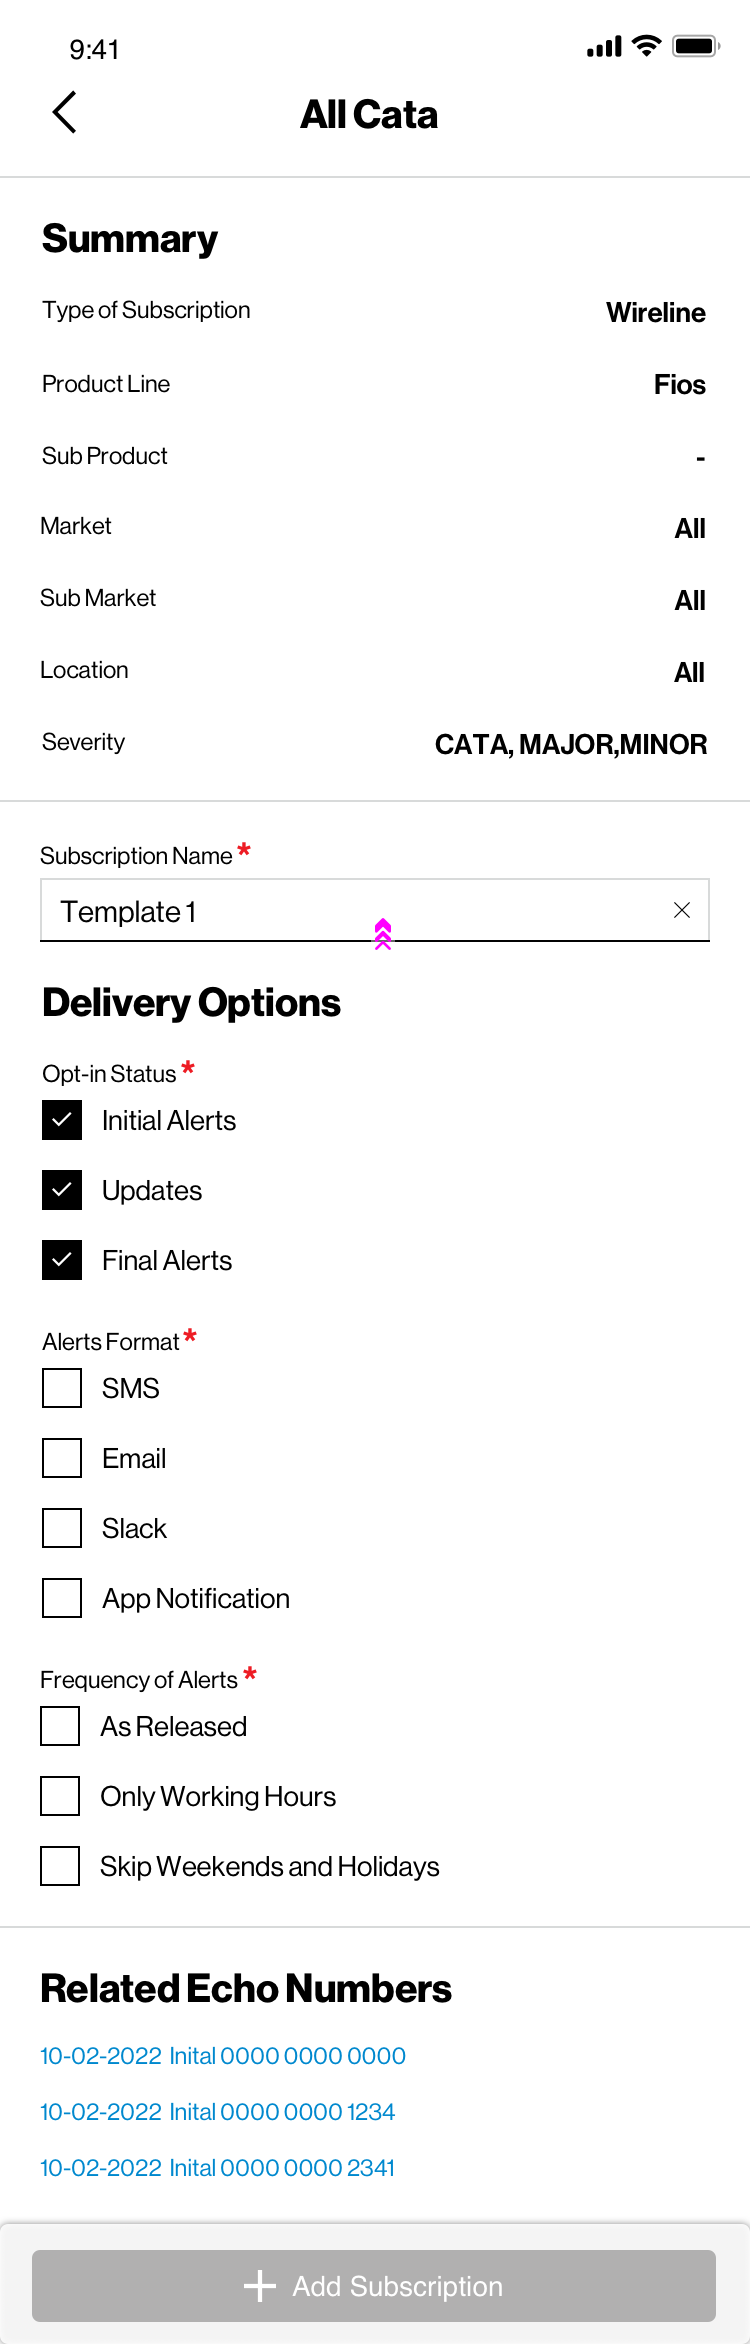 9:41
All Cata
Summary
Type of Subscription Wireline
Product Line Fios
Sub Product -
Market All
Sub Market All
Location All
Severity CATA, MAJOR,MINOR
Subscription Name *
Template 1
Delivery Options
Opt-in Status *
Initial Alerts
Updates
Final Alerts
Alerts Format *
SMS
Email
Slack
App Notification
Frequency of Alerts *
As Released
Only Working Hours
Skip Weekends and Holidays
Related Echo Numbers
10-02-2022 Inital 0000 0000 0000
10-02-2022 Inital 0000 0000 1234
10-02-2022 Inital 0000 0000 2341
Add Subscription